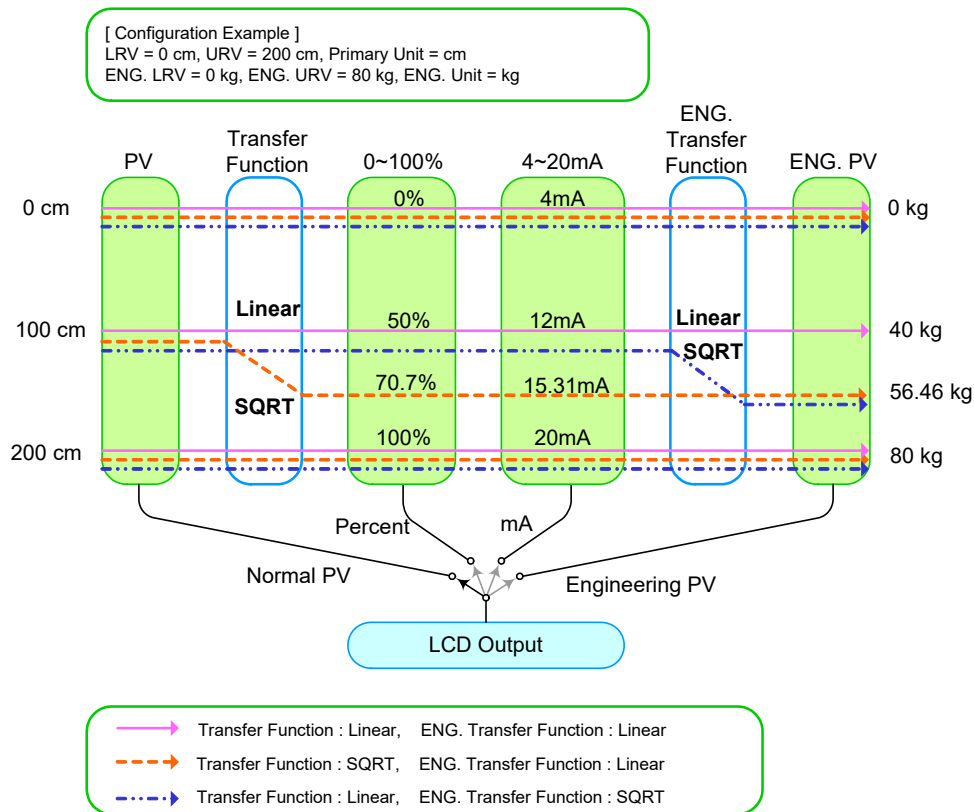 [ Configuration Example ]
LRV = 0 cm, URV = 200 cm, Primary Unit = cm
ENG. LRV = 0 kg, ENG. URV = 80 kg, ENG. Unit = kg
PV
Transfer
Function
0~100%
4~20mA
ENG.
Transfer
Function
ENG. PV
0 cm
0%
4mA
0 kg
Linear
100 cm
50%
12mA
Linear
40 kg
SQRT
70.7%
15.31mA
56.46 kg
SQRT
200 cm
100%
20mA
80 kg
Percent
mA
Normal PV
Engineering PV
LCD Output
Transfer Function : Linear, ENG. Transfer Function : Linear
Transfer Function : SQRT, ENG. Transfer Function : Linear
Transfer Function : Linear, ENG. Transfer Function : SQRT